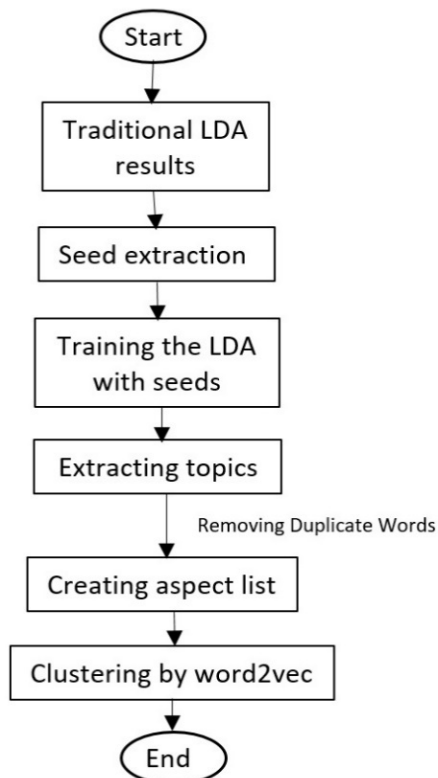 Start
Traditional LDA
results
Seed extraction
Training the LDA
with seeds
Extracting topics
Removing Duplicate Words
Creating aspect list
Clustering by word2vec
End